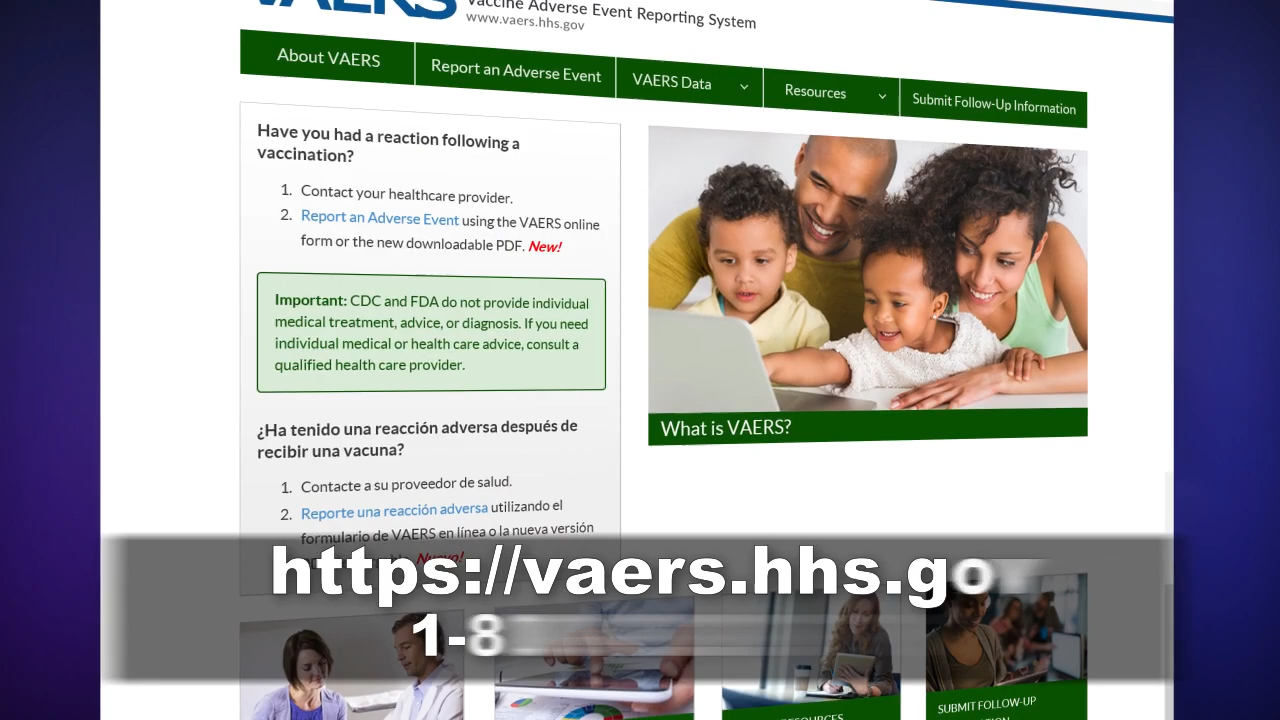 VAERS
Vaccine Adverse Event Reporting System
www.vaers.hhs.gov
About VAERS
Report an Adverse Event
VAERS Data
Resources
Submit Follow-Up Information
Have you had a reaction following a
vaccination?
1. Contact your healthcare provider.
2. Report an Adverse Event using the VAERS online
form or the new downloadable PDF. New!
Important: CDC and FDA do not provide individual
medical treatment, advice, or diagnosis. If you need
individual medical or health care advice, consult a
qualified health care provider.
¿Ha tenido una reacción adversa después de
recibir una vacuna?
1. Contacte a su proveedor de salud.
2. Reporte una reacción adversa utilizando el
formulario de VAERS en línea o la nueva versión
Nuevo!
What is VAERS?
https://vaers.hhs.go
1-8
RESOURCES
SUBMIT FOLLOW-UP